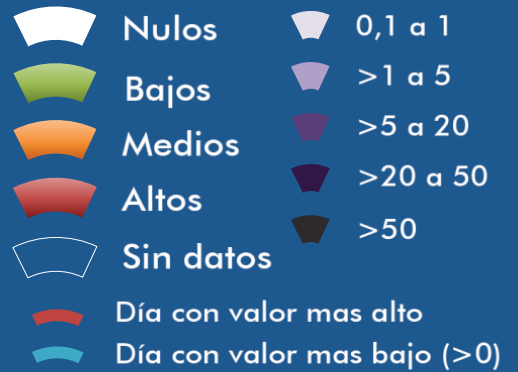 Nulos
Bajos
Medios
Altos
Sin datos
0,1 a 1
>1 a 5
>5 a 20
>20 a 50
>50
Día con valor mas alto
Día con valor mas bajo (>0)